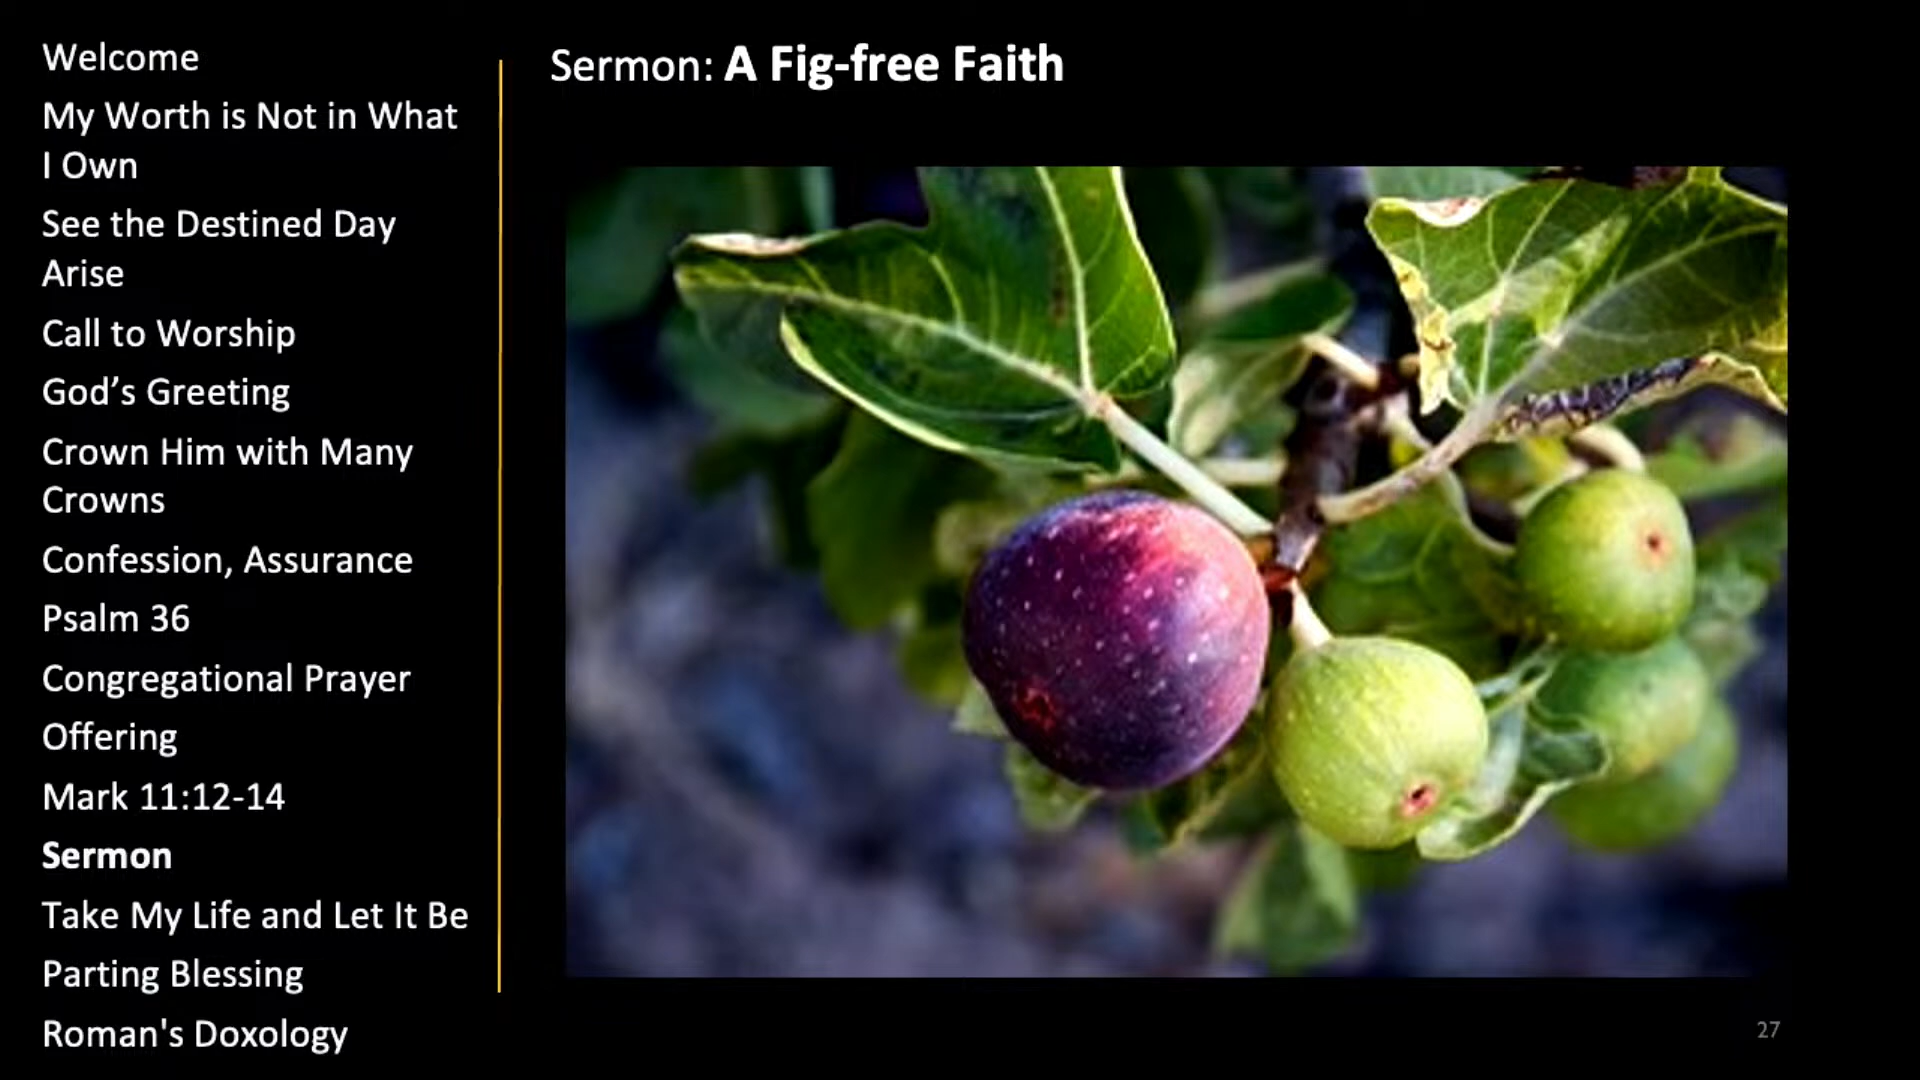 Welcome
My Worth is Not in What
I Own
See the Destined Day
Arise
Call to Worship
God’s Greeting
Crown Him with Many
Crowns
Confession, Assurance
Psalm 36
Congregational Prayer
Offering
Mark 11:12-14
Sermon
Take My Life and Let It Be
Parting Blessing
Roman's Doxology
Sermon: A Fig-free Faith
27